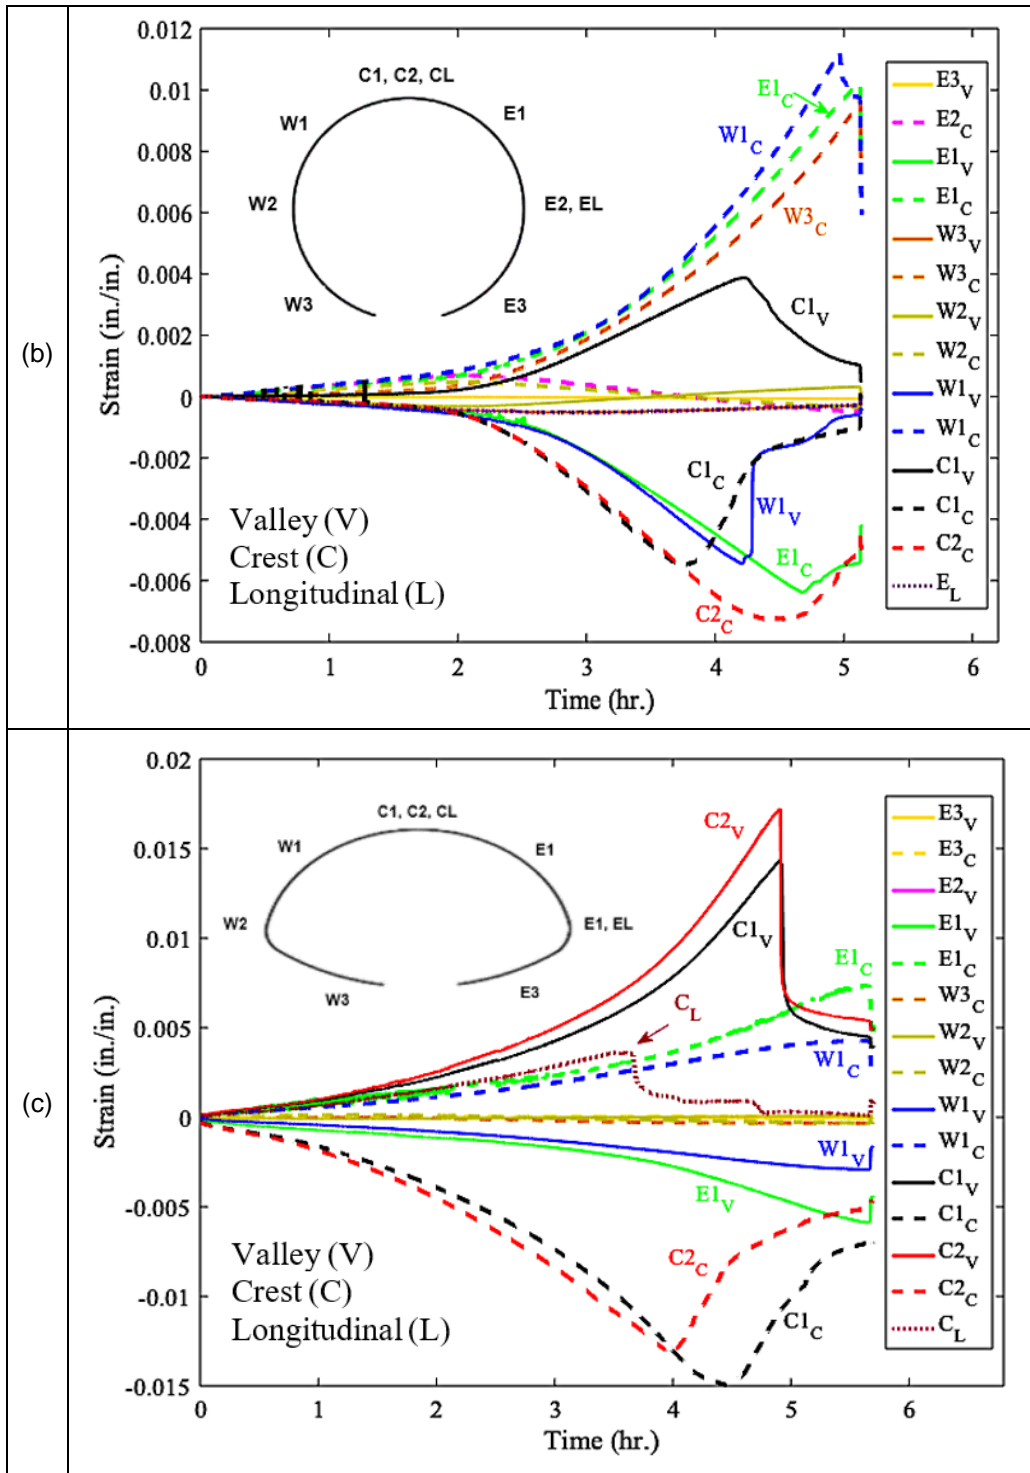 (b)
0.012
0.01
0.008
0.006
0.004
0.002
0
-0.002
-0.004
-0.006
-0.008
Strain (in./in.)
0 1 2 3 4 5 6
Time (hr.)
C1, C2, CL
W1
E1
W2
E2, EL
W3
E3
E1C
W1C
W3C
C1V
C1C
W1V
E1C
C2C
Valley (V)
Crest (C)
Longitudinal (L)
E3V
E2C
E1V
E1C
W3V
W3C
W2V
W2C
W1V
W1C
C1V
C1C
C2C
EL
(c)
0.02
0.015
0.01
0.005
0
-0.005
-0.01
-0.015
Strain (in./in.)
0 1 2 3 4 5 6
Time (hr.)
C1, C2, CL
W1
E1
W2
E1, EL
W3
E3
C2V
C1V
E1C
CL
W1C
W1V
E1V
C2C
C1C
Valley (V)
Crest (C)
Longitudinal (L)
E3V
E3C
E2V
E1V
E1C
W3C
W2V
W2C
W1V
W1C
C1V
C1C
C2V
C2C
CL